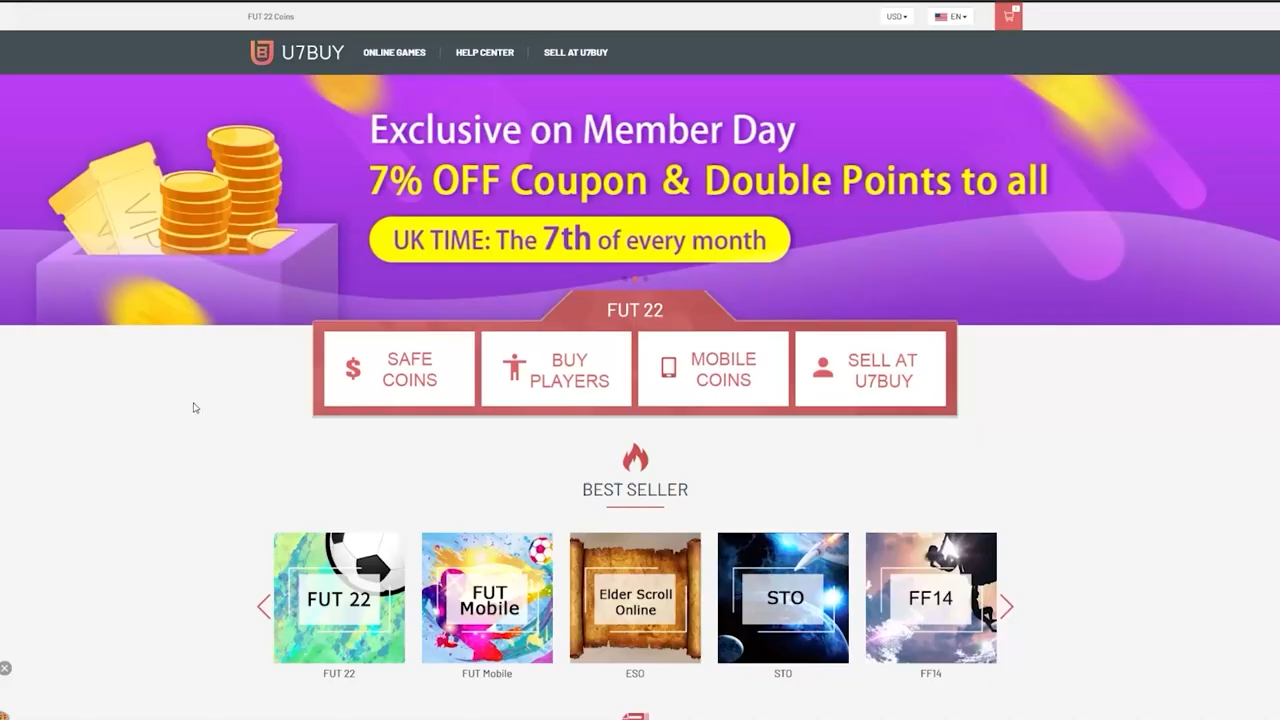 FUT 22 Coins
USD
EN
1
U7BUY
ONLINE GAMES
HELP CENTER
SELL AT U7BUY
Exclusive on Member Day
7% OFF Coupon & Double Points to all
UK TIME: The 7th of every month
FUT 22
SAFE
COINS
BUY
PLAYERS
MOBILE
COINS
SELL AT
U7BUY
BEST SELLER
FUT 22
FUT
Mobile
Elder Scroll
Online
STO
FF14
FUT 22
FUT Mobile
ESO
STO
FF14